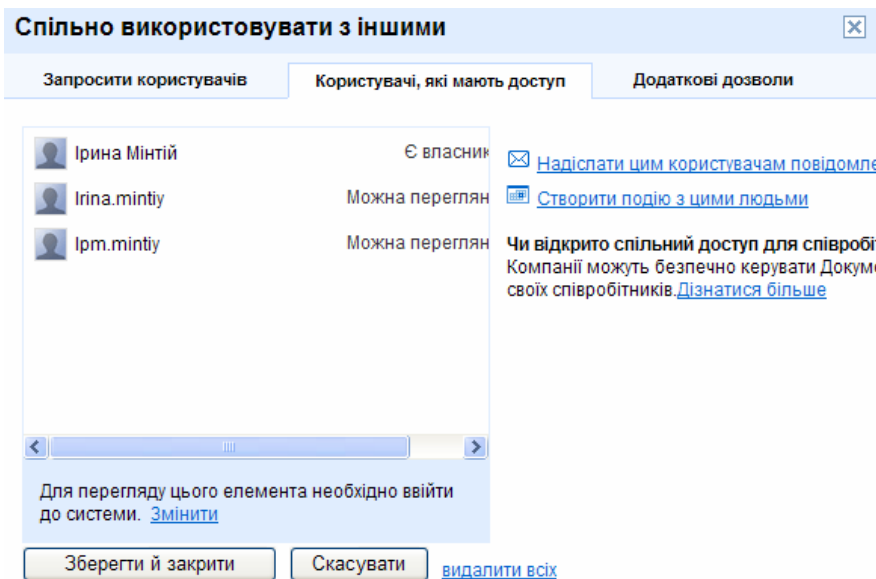 Спільно використовувати з іншими
Запросити користувачів
Користувачі, які мають доступ
Додаткові дозволи
Ірина Мінтій Є власник
Irina.mintiy Можна переглян
Ipm.mintiy Можна переглян
Надіслати цим користувачам повідомле
Створити подію з цими людьми
Чи відкрито спільний доступ для співробі
Компанії можуть безпечно керувати Докум
своїх співробітників.Дізнатися більше
Для перегляду цього елемента необхідно ввійти
до системи. Змінити
Зберегти й закрити
Скасувати
видалити всіх